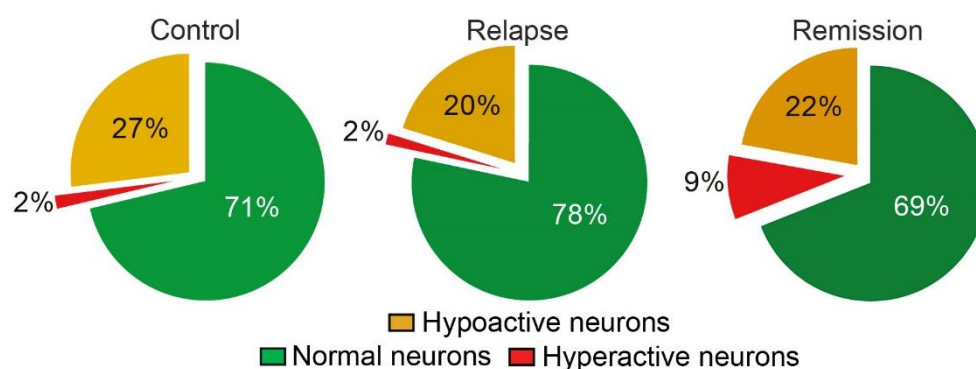 Control
27%
2%
71%
Relapse
20%
2%
78%
Remission
22%
9%
69%
Hypoactive neurons
Normal neurons
Hyperactive neurons